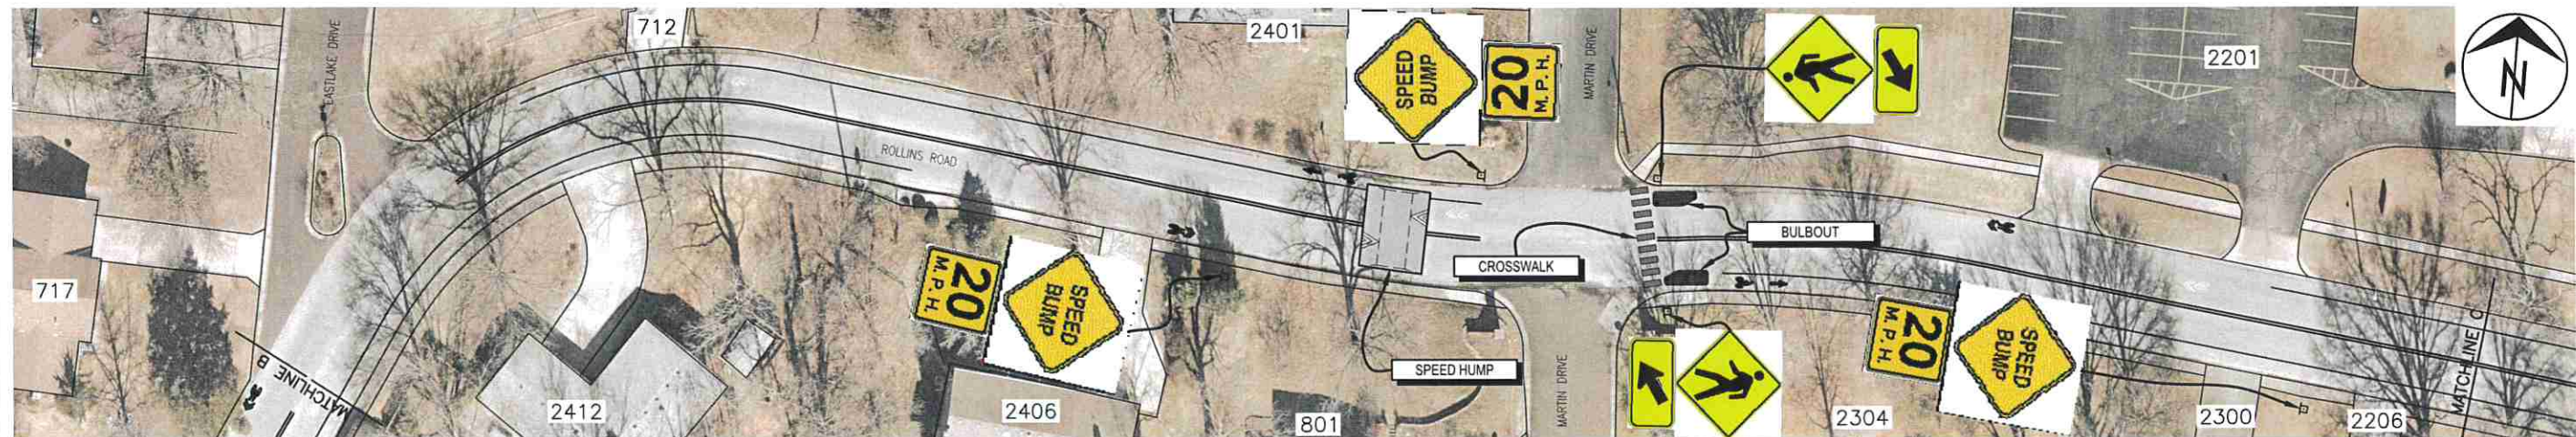 712
2401
2201
EASTLAKE DRIVE
MARTIN DRIVE
SPEED
BUMP
20
M. P. H.
N
ROLLINS ROAD
BULBOUT
CROSSWALK
20
M. P. H.
SPEED
BUMP
717
MATCHLINE B
2412
2406
801
SPEED HUMP
MARTIN DRIVE
2304
20
M. P. H.
SPEED
BUMP
2300
2206
MATCHLINE C